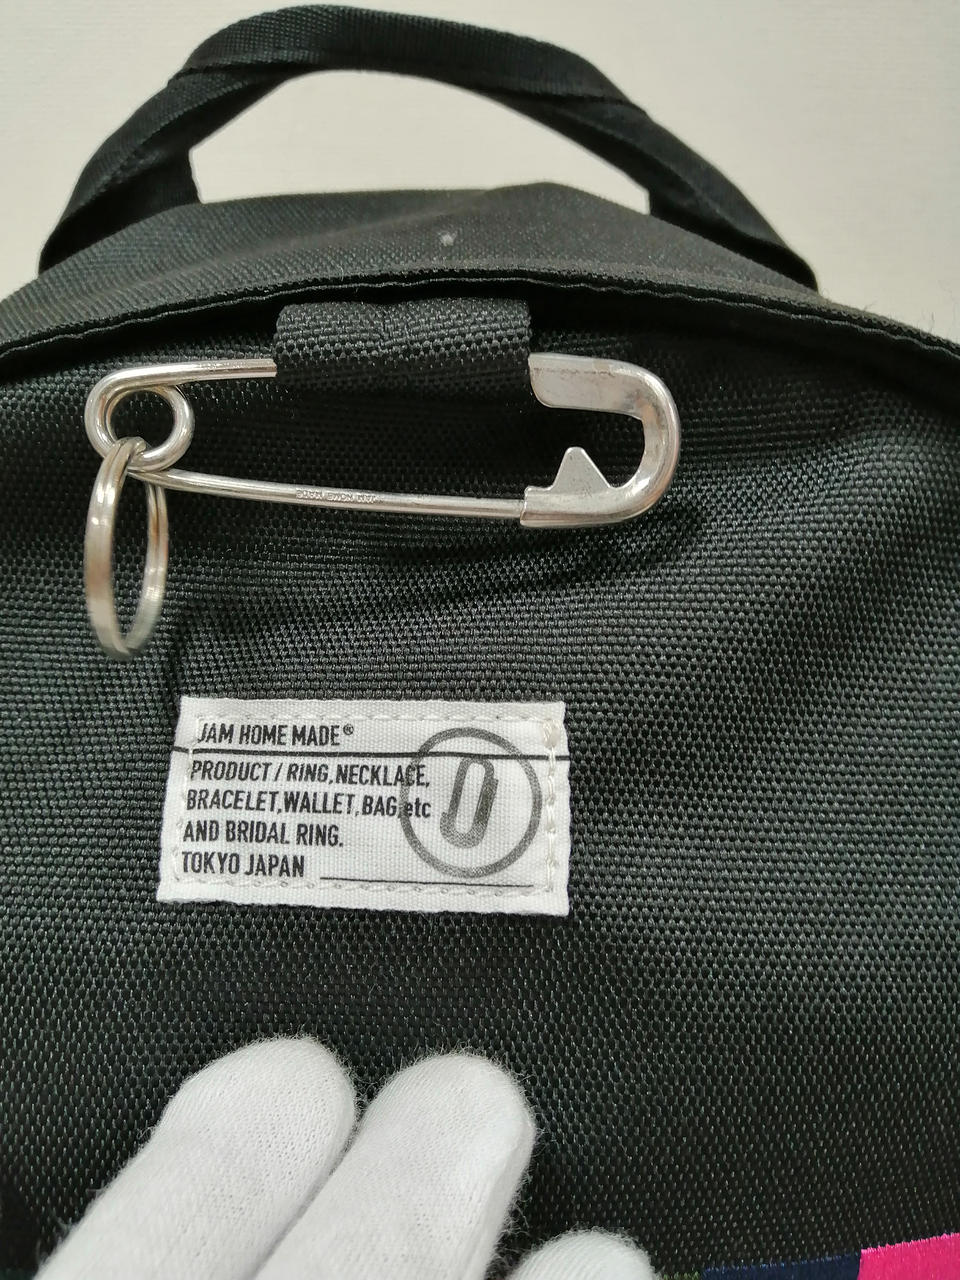 JAM HOME MADE®
PRODUCT / RING,NECKLACE,
BRACELET,WALLET,BAG,etc
AND BRIDAL RING.
TOKYO JAPAN